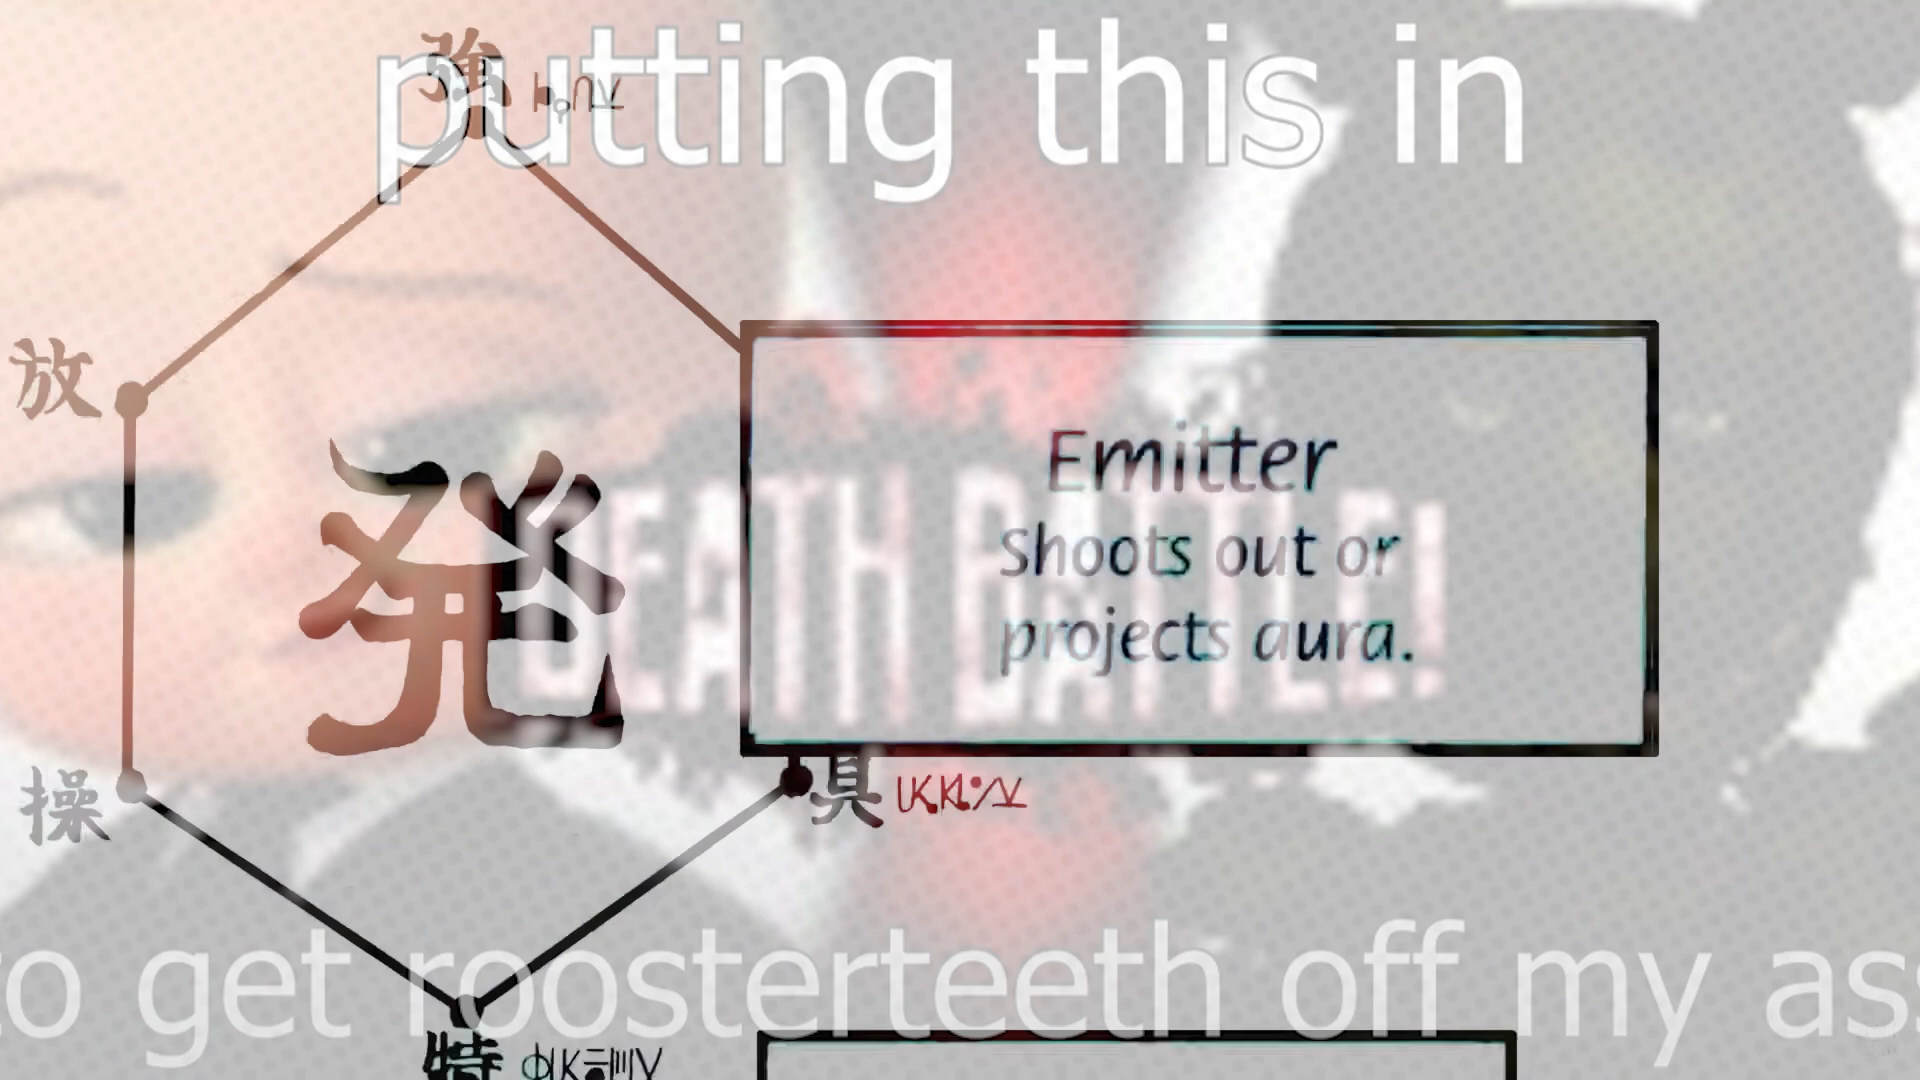 putting this in
強
放
Emitter
Shoots out or
projects aura.
発
DEATH BATTLE!
操
具
to get roosterteeth off my ass
特